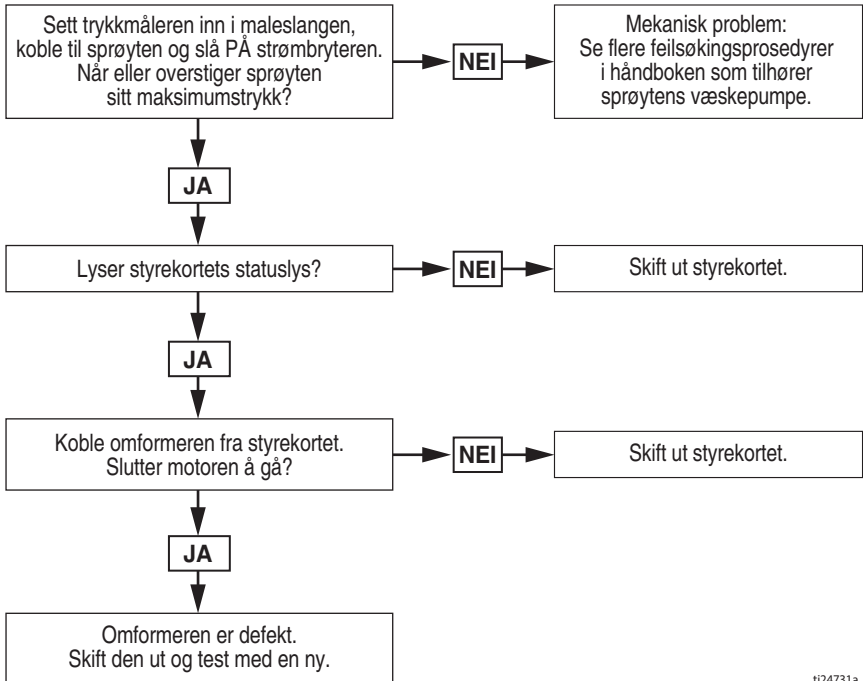 Sett trykkmåleren inn i maleslangen,
koble til sprøyten og slå PÅ strømbryteren.
Når eller overstiger sprøyten
sitt maksimumstrykk?
NEI
Mekanisk problem:
Se flere feilsøkingsprosedyrer
i håndboken som tilhører
sprøytens væskepumpe.
JA
Lyser styrekortets statuslys?
NEI
Skift ut styrekortet.
JA
Koble omformeren fra styrekortet.
Slutter motoren å gå?
NEI
Skift ut styrekortet.
JA
Omformeren er defekt.
Skift den ut og test med en ny.
ti24731a